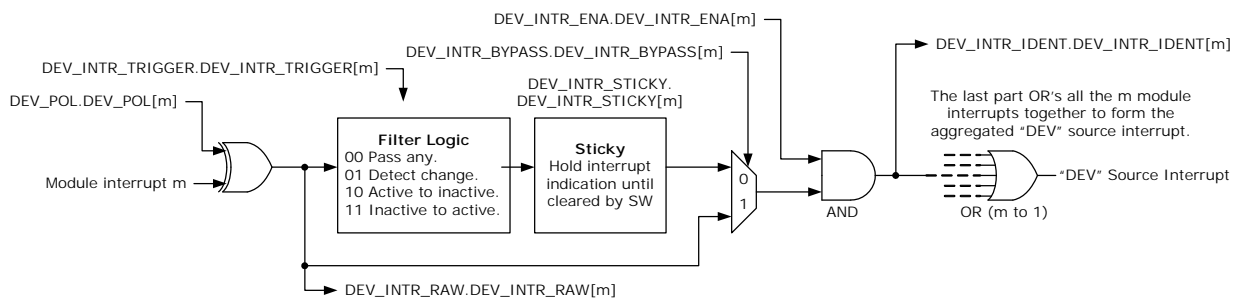 DEV_INTR_ENA.DEV_INTR_ENA[m]
DEV_INTR_IDENT.DEV_INTR_IDENT[m]
DEV_INTR_BYPASS.DEV_INTR_BYPASS[m]
DEV_INTR_TRIGGER.DEV_INTR_TRIGGER[m]
DEV_INTR_STICKY.
DEV_INTR_STICKY[m]
DEV_POL.DEV_POL[m]
The last part OR's all the m module
interrupts together to form the
aggregated “DEV” source interrupt.
Filter Logic
00 Pass any.
01 Detect change.
10 Active to inactive.
11 Inactive to active.
Sticky
Hold interrupt
indication until
cleared by SW
Module interrupt m
0
1
AND
“DEV” Source Interrupt
OR (m to 1)
DEV_INTR_RAW.DEV_INTR_RAW[m]